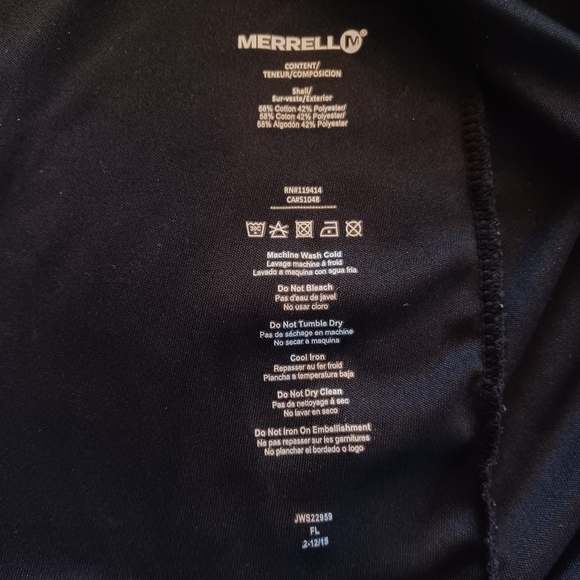 MERRELL M®
CONTENT/
TENEUR/COMPOSICION
Shell/
Sur-veste/Exterior
58% Cotton 42% Polyester/
58% Coton 42% Polyester/
58% Algodón 42% Polyester
RN#119414
CA#51048
30C
Machine Wash Cold
Lavage machine à froid
Lavado a maquina con agua fria
Do Not Bleach
Pas d'eau de javel
No usar cloro
Do Not Tumble Dry
Pas de séchage en machine
No secar a maquina
Cool Iron
Repasser au fer froid
Plancha a temperatura baja
Do Not Dry Clean
Pas de nettoyage á sec
No lavar en seco
Do Not Iron On Embellishment
Ne pas repasser sur les garnitures
No planchar el bordado o logo
JWS22959
FL
2-12/15